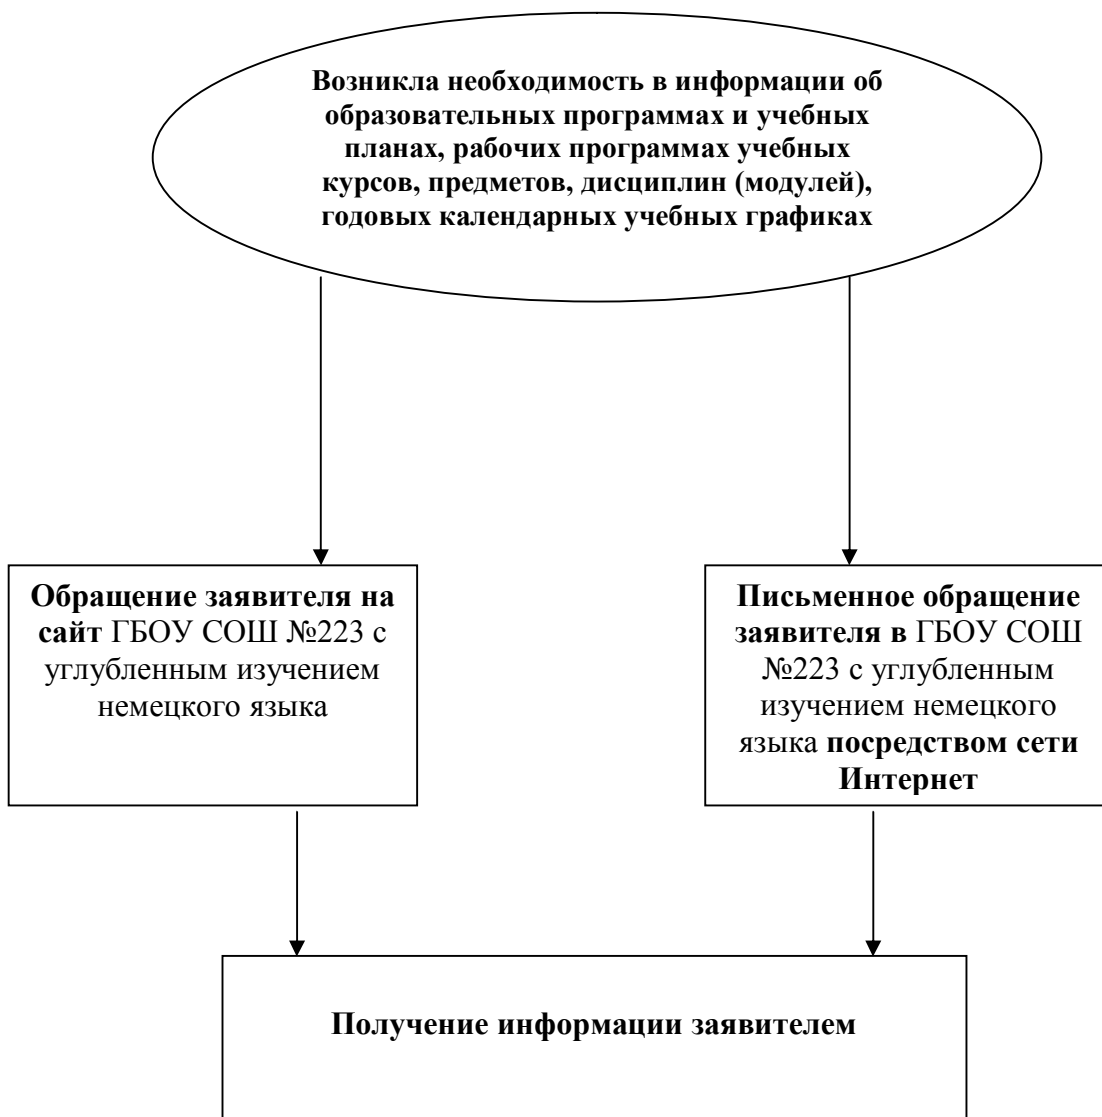 Возникла необходимость в информации об
образовательных программах и учебных
планах, рабочих программах учебных
курсов, предметов, дисциплин (модулей),
годовых календарных учебных графиках
Обращение заявителя на
сайт ГБОУ СОШ №223 с
углубленным изучением
немецкого языка
Письменное обращение
заявителя в ГБОУ СОШ
№223 с углубленным
изучением немецкого
языка посредством сети
Интернет
Получение информации заявителем